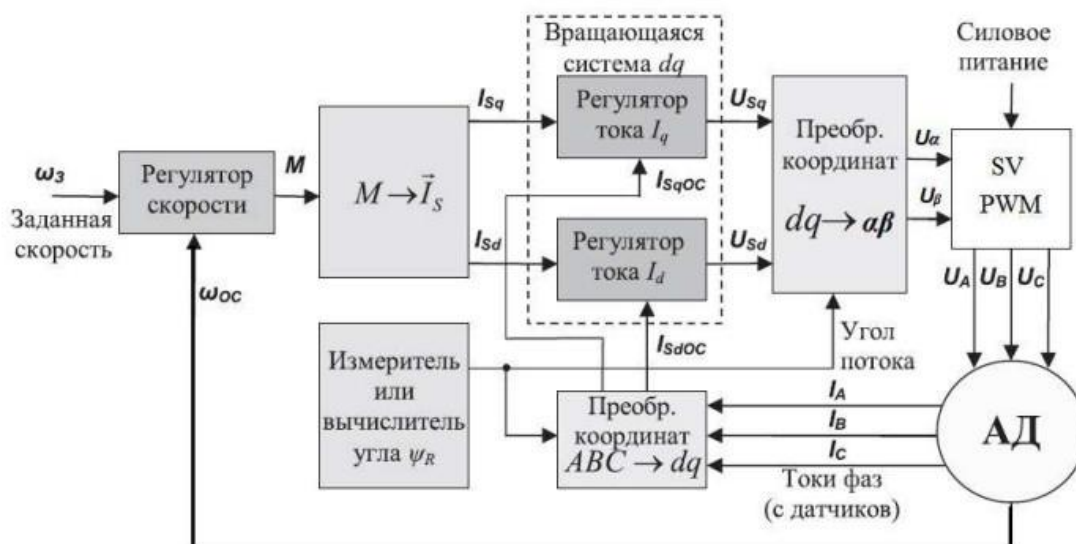 Вращающаяся
система dq
Силовое
питание
ω₃
Заданная
скорость
Регулятор
скорости
M
M → I⃗_S
I_Sq
I_Sd
Регулятор
тока I_q
I_SqOC
Регулятор
тока I_d
I_SdOC
U_Sq
U_Sd
Преобр.
координат
dq → αβ
U_α
U_β
SV
PWM
U_A U_B U_C
ω_OC
Измеритель
или
вычислитель
угла ψ_R
Угол
потока
Преобр.
координат
ABC → dq
I_A
I_B
I_C
Токи фаз
(с датчиков)
АД